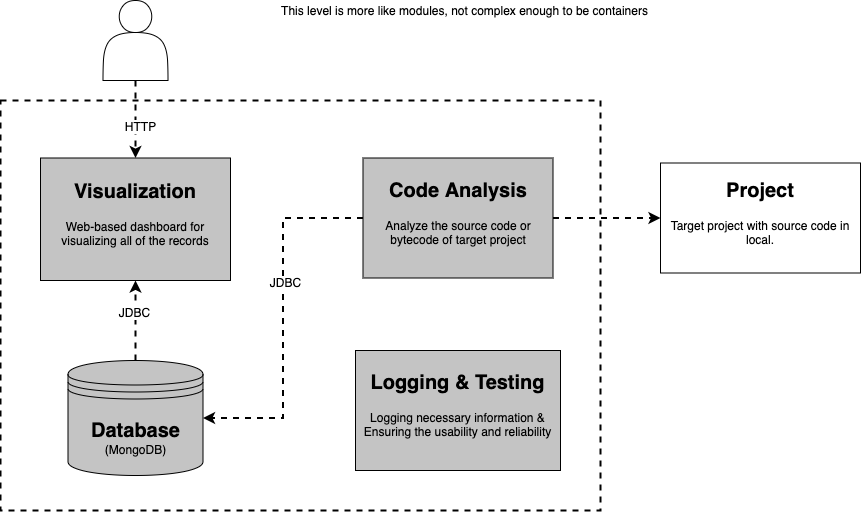 This level is more like modules, not complex enough to be containers
HTTP
Visualization
Web-based dashboard for
visualizing all of the records
Code Analysis
Analyze the source code or
bytecode of target project
Project
Target project with source code in
local.
JDBC
JDBC
Database
(MongoDB)
Logging & Testing
Logging necessary information &
Ensuring the usability and reliability